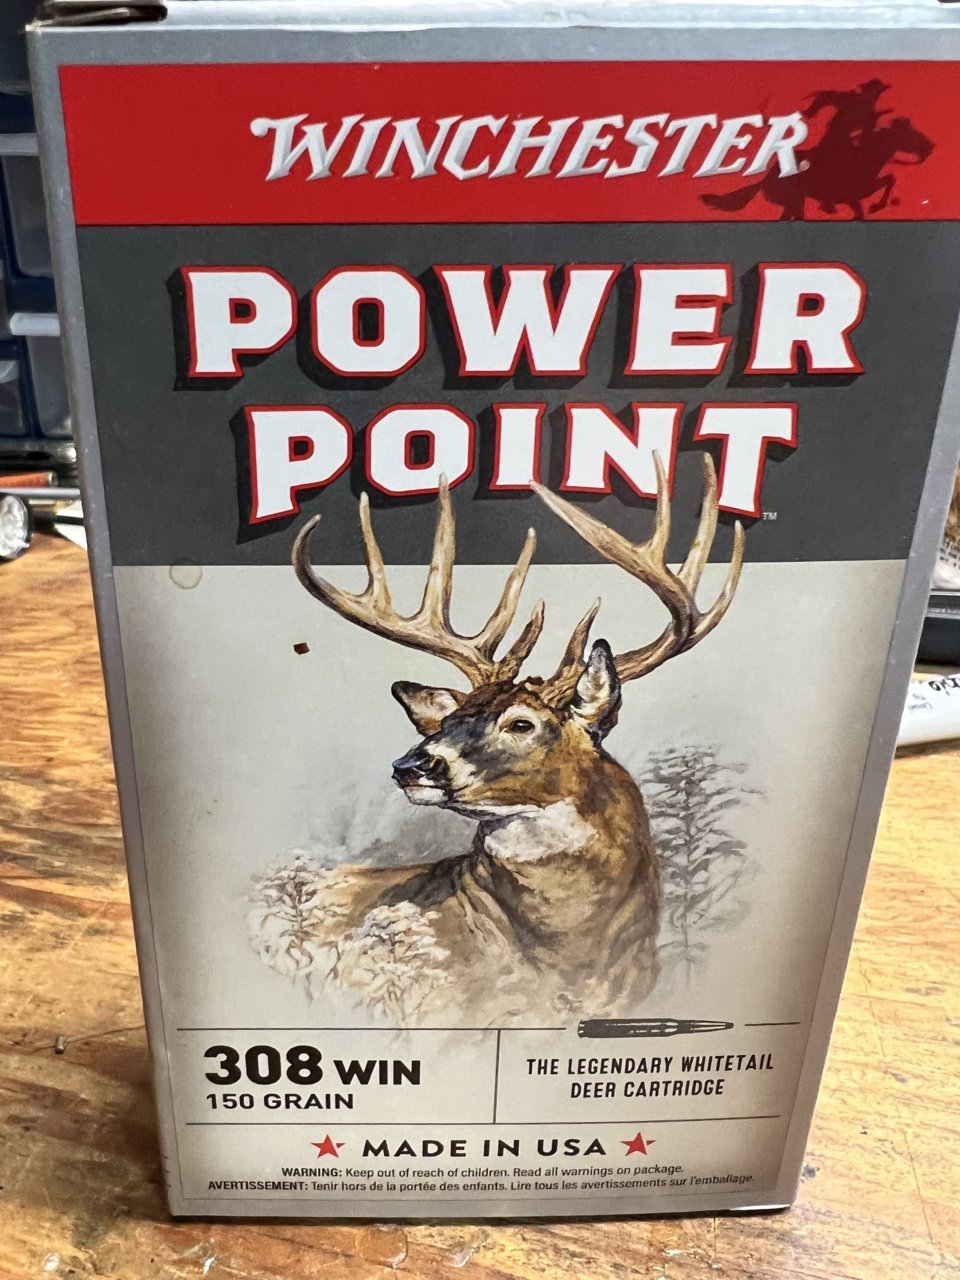 WINCHESTER
POWER
POINT™
308 WIN
150 GRAIN
THE LEGENDARY WHITETAIL
DEER CARTRIDGE
MADE IN USA
WARNING: Keep out of reach of children. Read all warnings on package.
AVERTISSEMENT: Tenir hors de la portée des enfants. Lire tous les avertissements sur l'emballage.